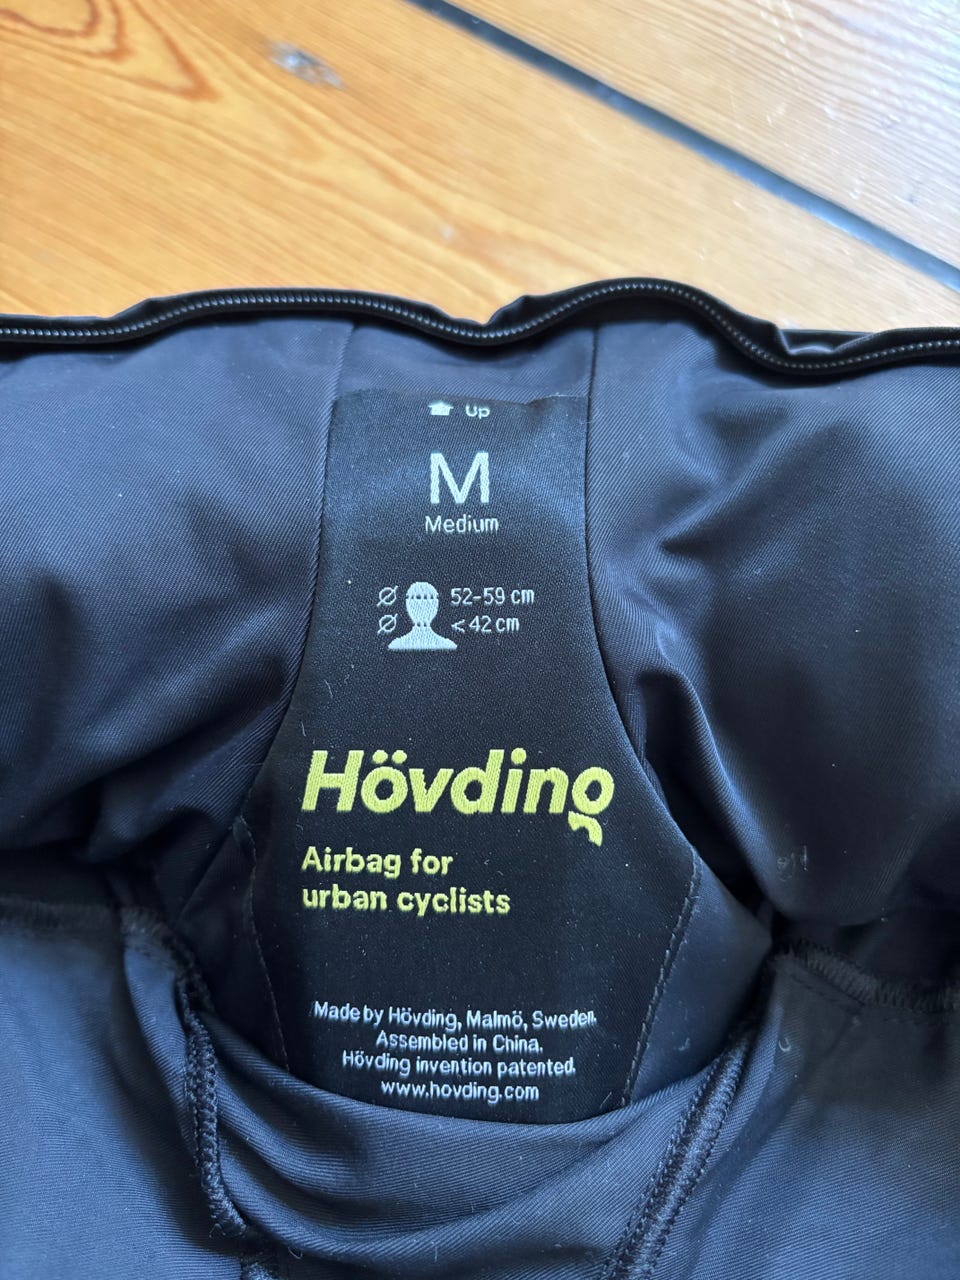 Up
M
Medium
Ø 52-59 cm
Ø < 42 cm
Hövding
Airbag for
urban cyclists
Made by Hövding, Malmö, Sweden.
Assembled in China.
Hövding invention patented.
www.hovding.com